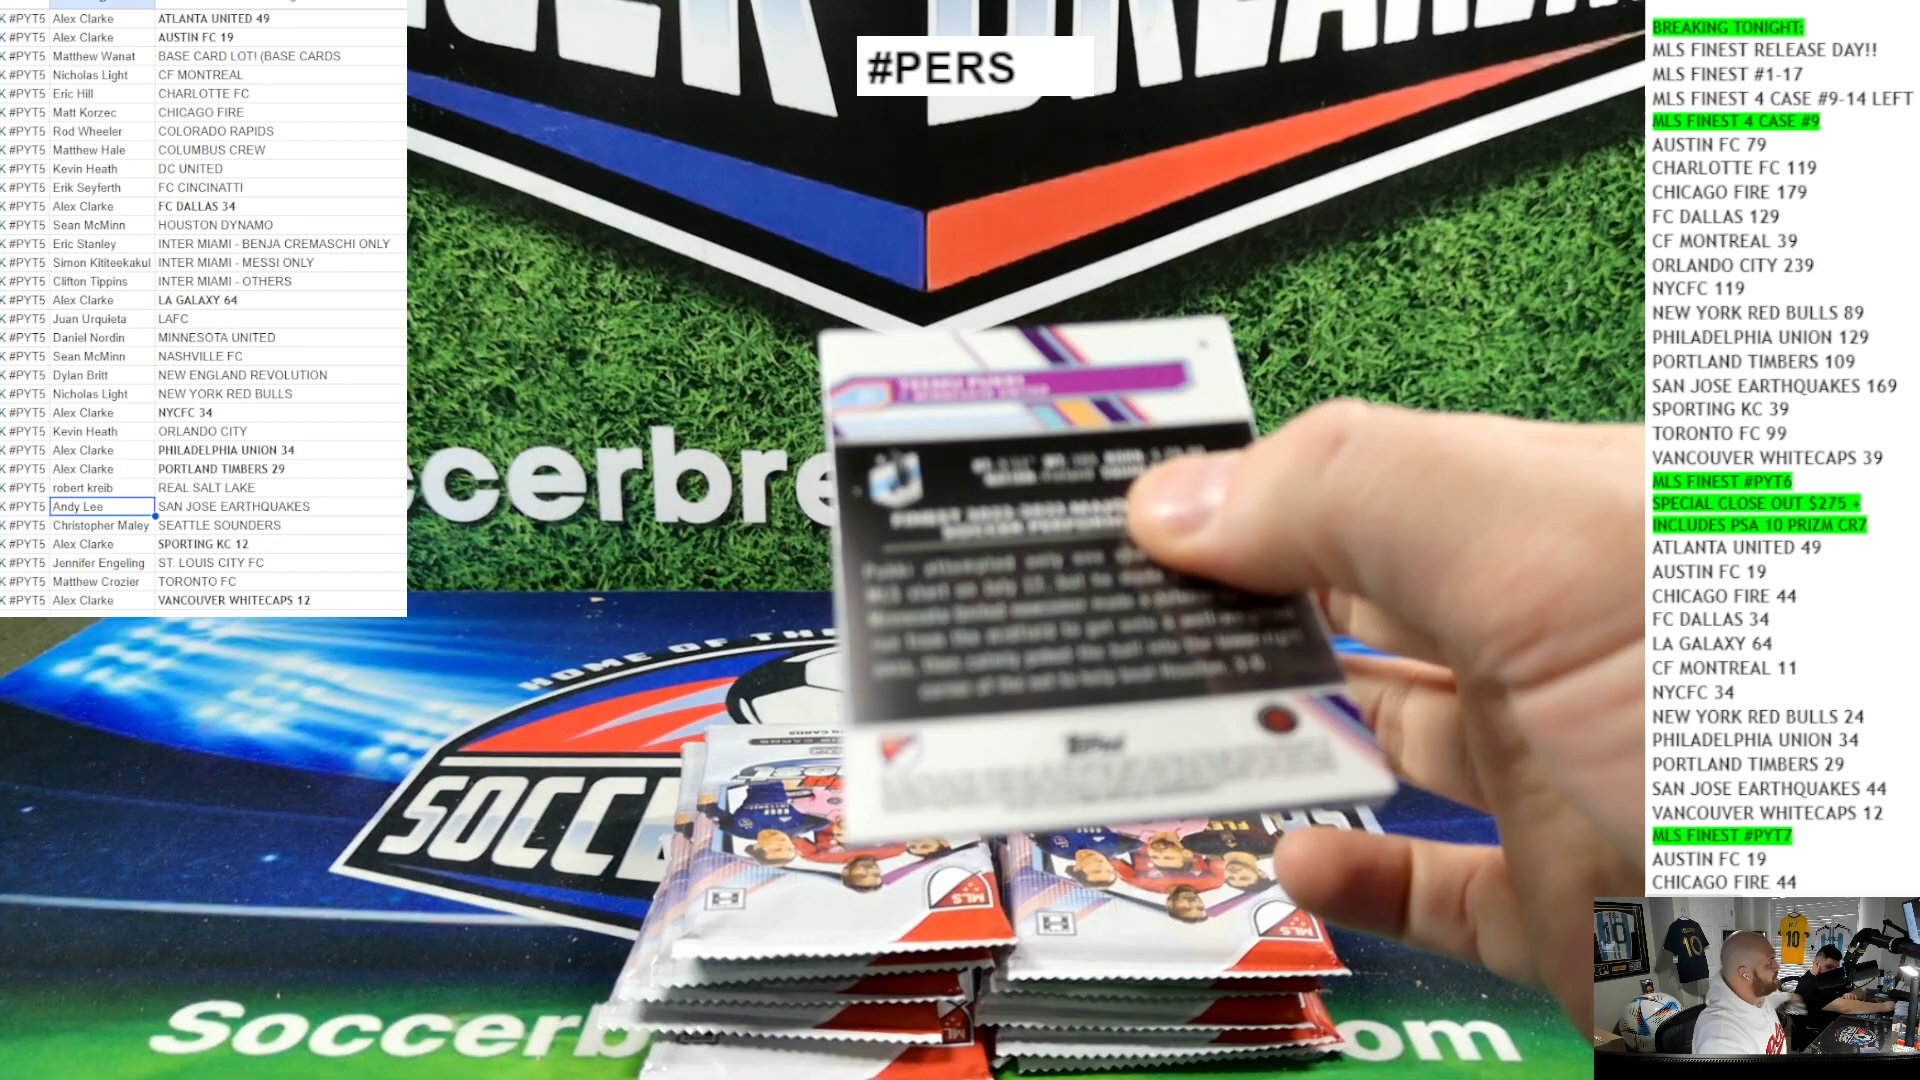 K #PYT5 Alex Clarke ATLANTA UNITED 49
K #PYT5 Alex Clarke AUSTIN FC 19
K #PYT5 Matthew Wanat BASE CARD LOT! (BASE CARDS
K #PYT5 Nicholas Light CF MONTREAL
K #PYT5 Eric Hill CHARLOTTE FC
K #PYT5 Matt Korzec CHICAGO FIRE
K #PYT5 Rod Wheeler COLORADO RAPIDS
K #PYT5 Matthew Hale COLUMBUS CREW
K #PYT5 Kevin Heath DC UNITED
K #PYT5 Erik Seyferth FC CINCINATTI
K #PYT5 Alex Clarke FC DALLAS 34
K #PYT5 Sean McMinn HOUSTON DYNAMO
K #PYT5 Eric Stanley INTER MIAMI - BENJA CREMASCHI ONLY
K #PYT5 Simon Kititeekakul INTER MIAMI - MESSI ONLY
K #PYT5 Clifton Tippins INTER MIAMI - OTHERS
K #PYT5 Alex Clarke LA GALAXY 64
K #PYT5 Juan Urquieta LAFC
K #PYT5 Daniel Nordin MINNESOTA UNITED
K #PYT5 Sean McMinn NASHVILLE FC
K #PYT5 Dylan Britt NEW ENGLAND REVOLUTION
K #PYT5 Nicholas Light NEW YORK RED BULLS
K #PYT5 Alex Clarke NYCFC 34
K #PYT5 Kevin Heath ORLANDO CITY
K #PYT5 Alex Clarke PHILADELPHIA UNION 34
K #PYT5 Alex Clarke PORTLAND TIMBERS 29
K #PYT5 robert kreib REAL SALT LAKE
K #PYT5 Andy Lee SAN JOSE EARTHQUAKES
K #PYT5 Christopher Maley SEATTLE SOUNDERS
K #PYT5 Alex Clarke SPORTING KC 12
K #PYT5 Jennifer Engeling ST. LOUIS CITY FC
K #PYT5 Matthew Crozier TORONTO FC
K #PYT5 Alex Clarke VANCOUVER WHITECAPS 12
#PERS
ccerbre
TEEMU PUKKI
MINNESOTA UNITED
Topps
HOME OF THE
SOCCE
MLS
MLS
Soccerb
om
BREAKING TONIGHT:
MLS FINEST RELEASE DAY!!
MLS FINEST #1-17
MLS FINEST 4 CASE #9-14 LEFT
MLS FINEST 4 CASE #9
AUSTIN FC 79
CHARLOTTE FC 119
CHICAGO FIRE 179
FC DALLAS 129
CF MONTREAL 39
ORLANDO CITY 239
NYCFC 119
NEW YORK RED BULLS 89
PHILADELPHIA UNION 129
PORTLAND TIMBERS 109
SAN JOSE EARTHQUAKES 169
SPORTING KC 39
TORONTO FC 99
VANCOUVER WHITECAPS 39
MLS FINEST #PYT6
SPECIAL CLOSE OUT $275 +
INCLUDES PSA 10 PRIZM CR7
ATLANTA UNITED 49
AUSTIN FC 19
CHICAGO FIRE 44
FC DALLAS 34
LA GALAXY 64
CF MONTREAL 11
NYCFC 34
NEW YORK RED BULLS 24
PHILADELPHIA UNION 34
PORTLAND TIMBERS 29
SAN JOSE EARTHQUAKES 44
VANCOUVER WHITECAPS 12
MLS FINEST #PYT7
AUSTIN FC 19
CHICAGO FIRE 44
10
10